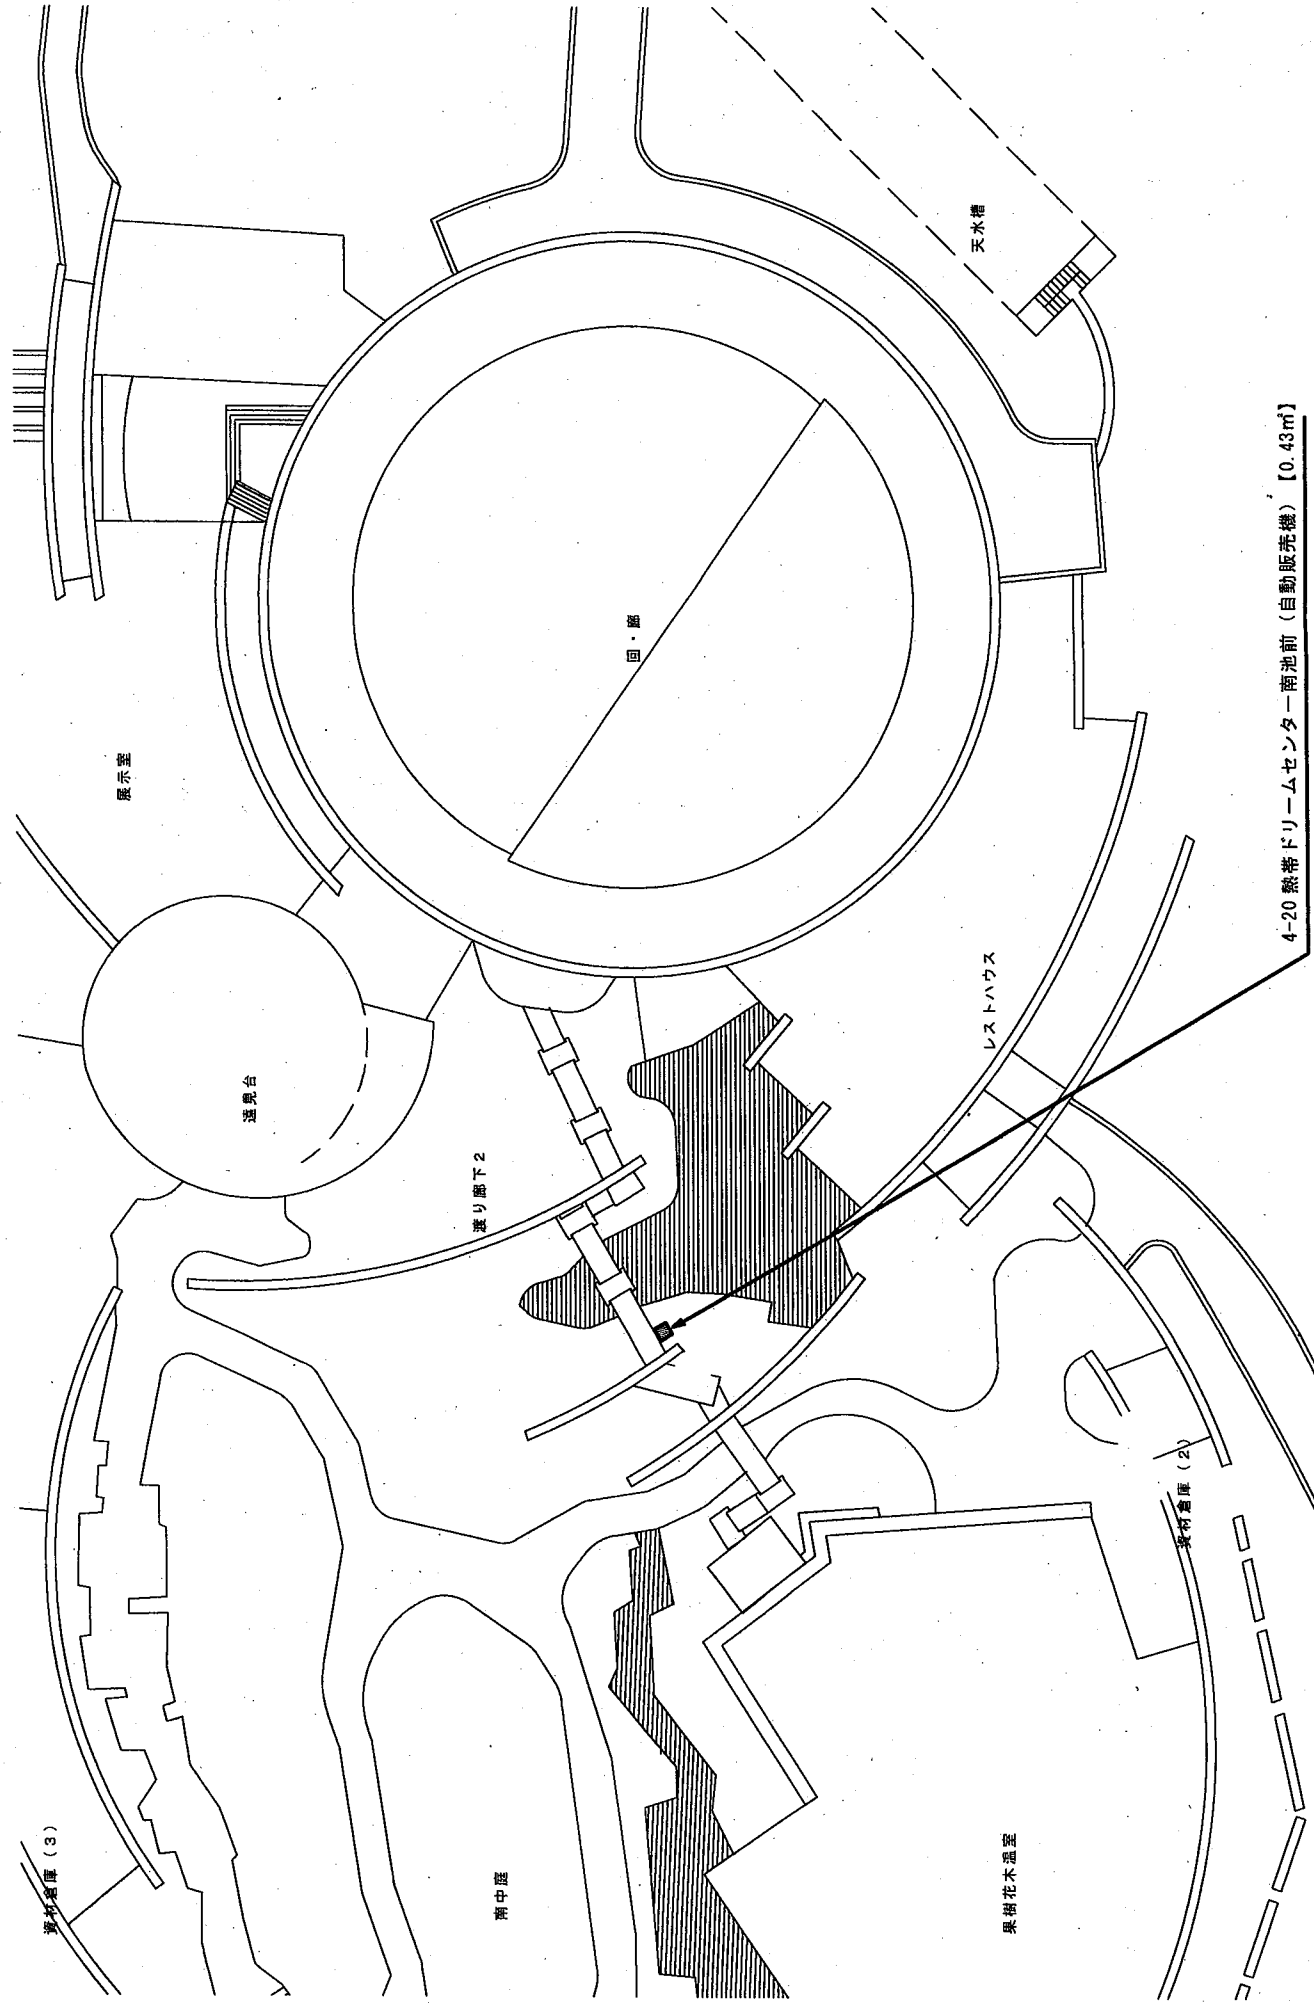 資材倉庫(3)
南中庭
果樹花木温室
資材倉庫(2)
遠見台
渡り廊下2
レストハウス
展示室
回・廊
天水槽
4-20 熱帯ドリームセンター南池前(自動販売機)【0.43㎡】